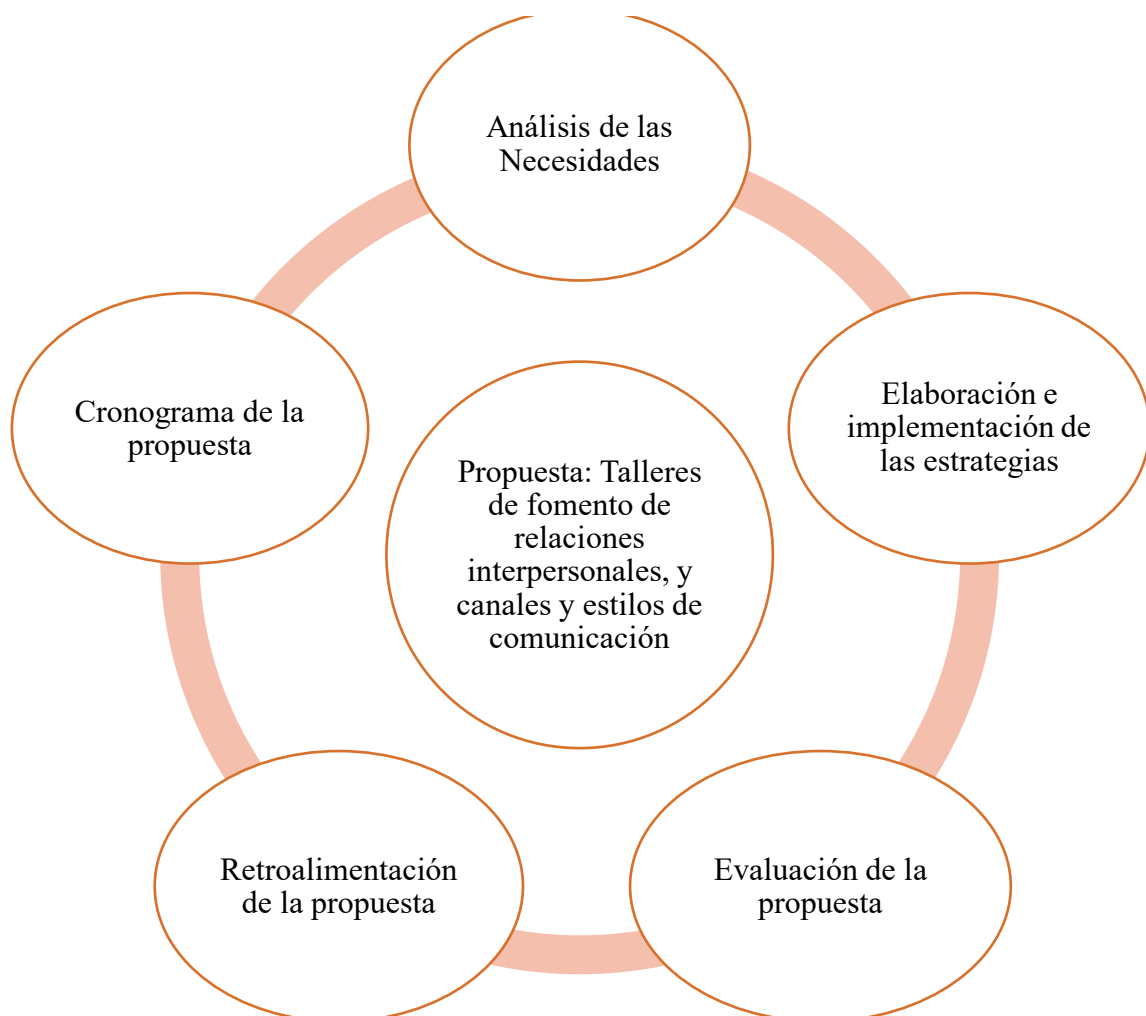 Análisis de las
Necesidades
Elaboración e
implementación de
las estrategias
Cronograma de la
propuesta
Propuesta: Talleres
de fomento de
relaciones
interpersonales, y
canales y estilos de
comunicación
Retroalimentación
de la propuesta
Evaluación de la
propuesta